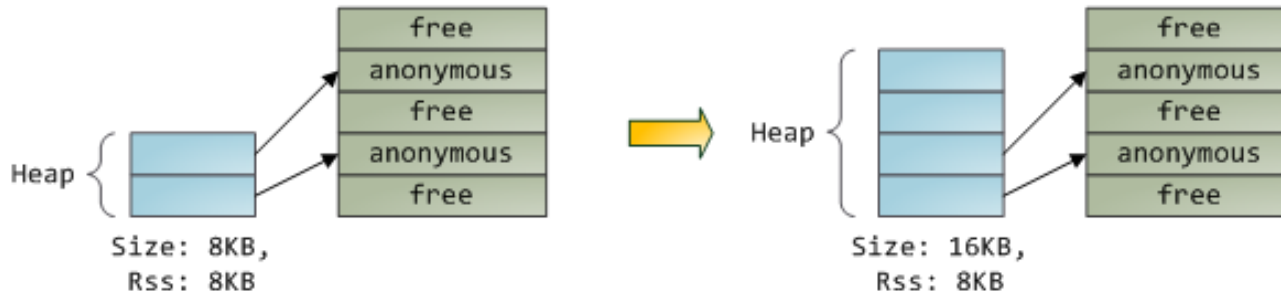 free
anonymous
free
anonymous
free
Heap
Size: 8KB,
Rss: 8KB
free
anonymous
free
anonymous
free
Heap
Size: 16KB,
Rss: 8KB